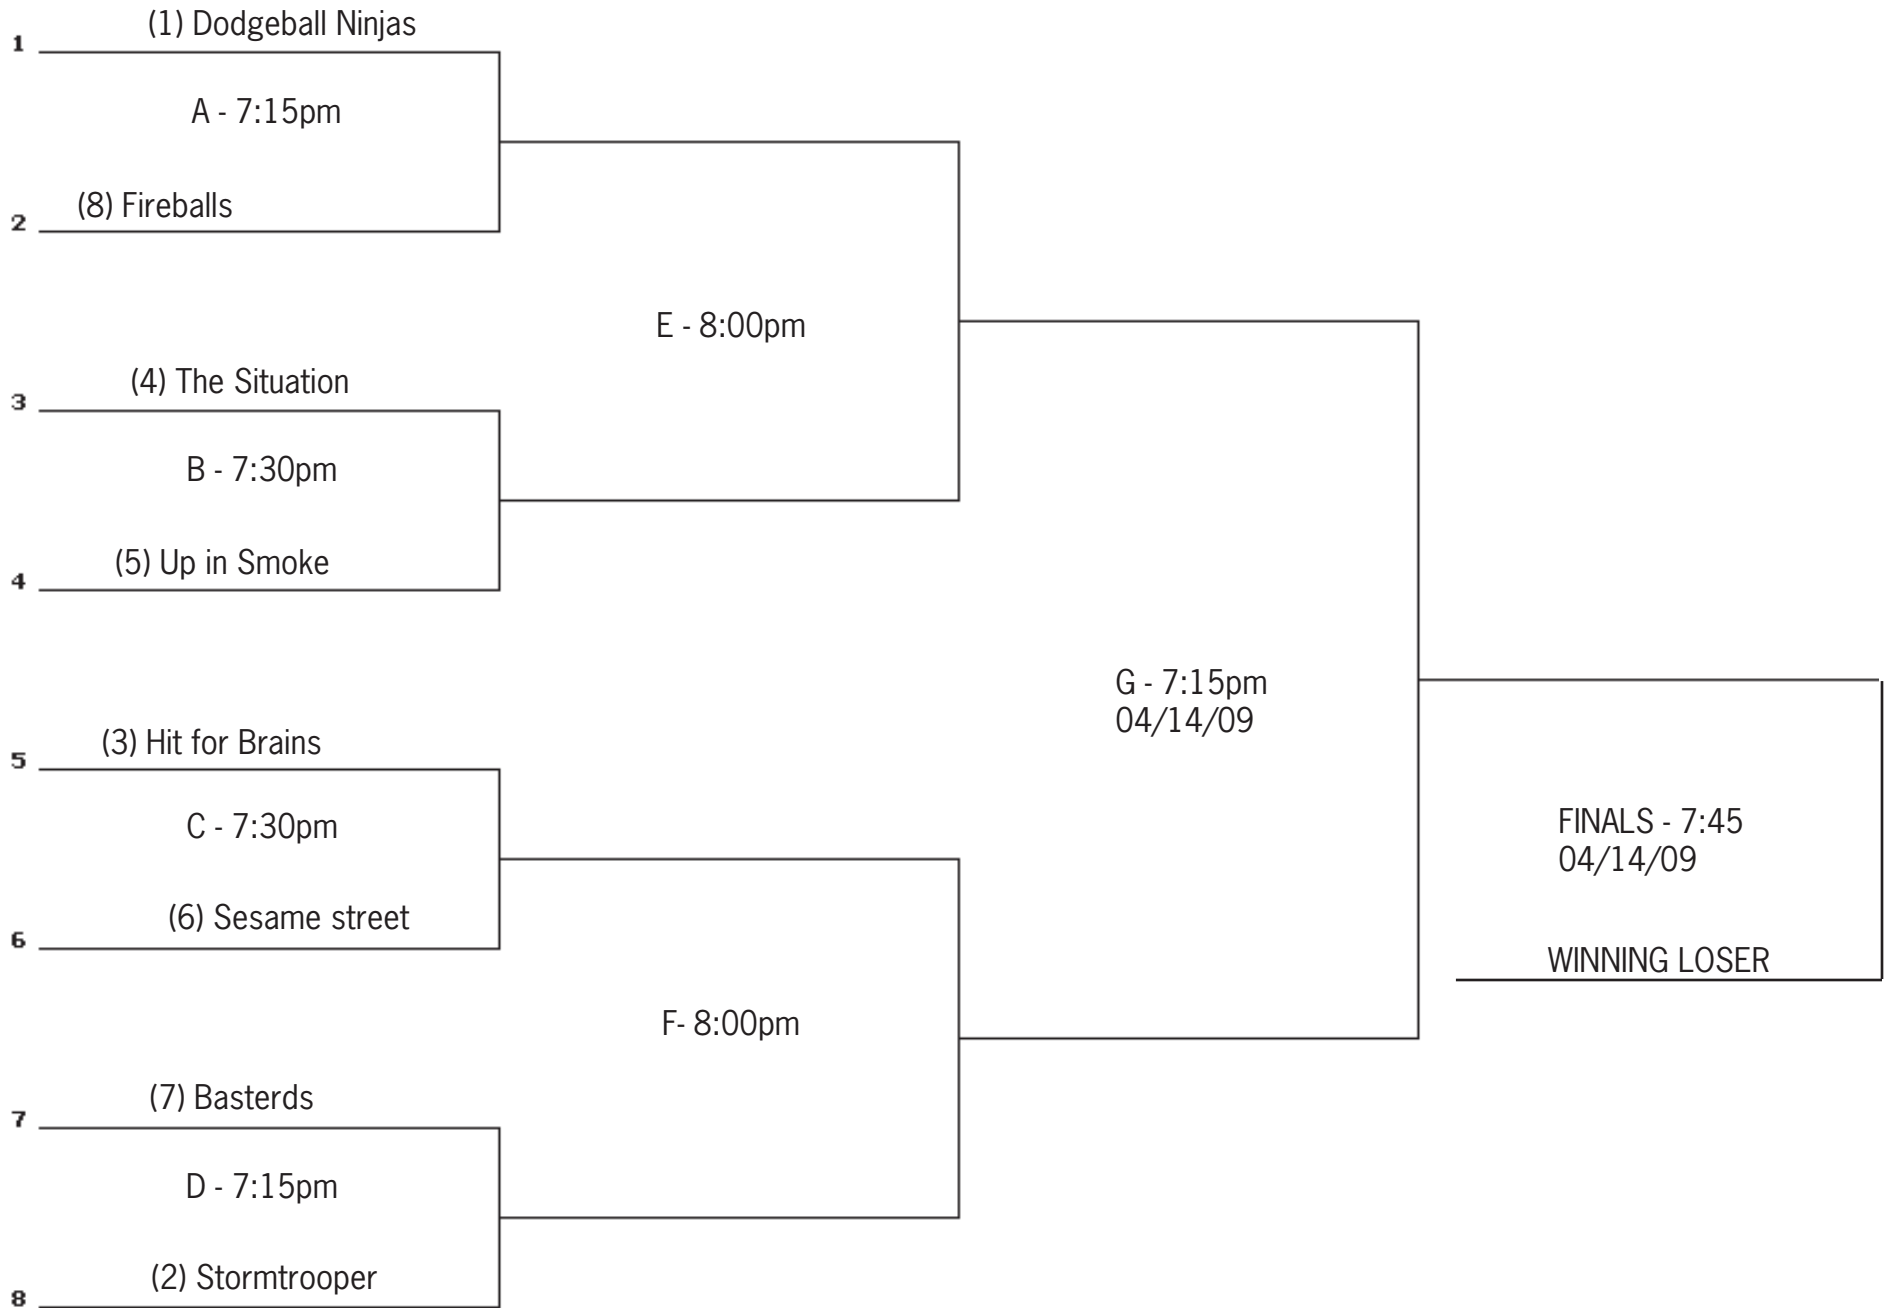 (1) Dodgeball Ninjas
1
A - 7:15pm
(8) Fireballs
2
E - 8:00pm
(4) The Situation
3
B - 7:30pm
(5) Up in Smoke
4
G - 7:15pm
04/14/09
(3) Hit for Brains
5
C - 7:30pm
FINALS - 7:45
04/14/09
(6) Sesame street
6
WINNING LOSER
F- 8:00pm
(7) Basterds
7
D - 7:15pm
(2) Stormtrooper
8